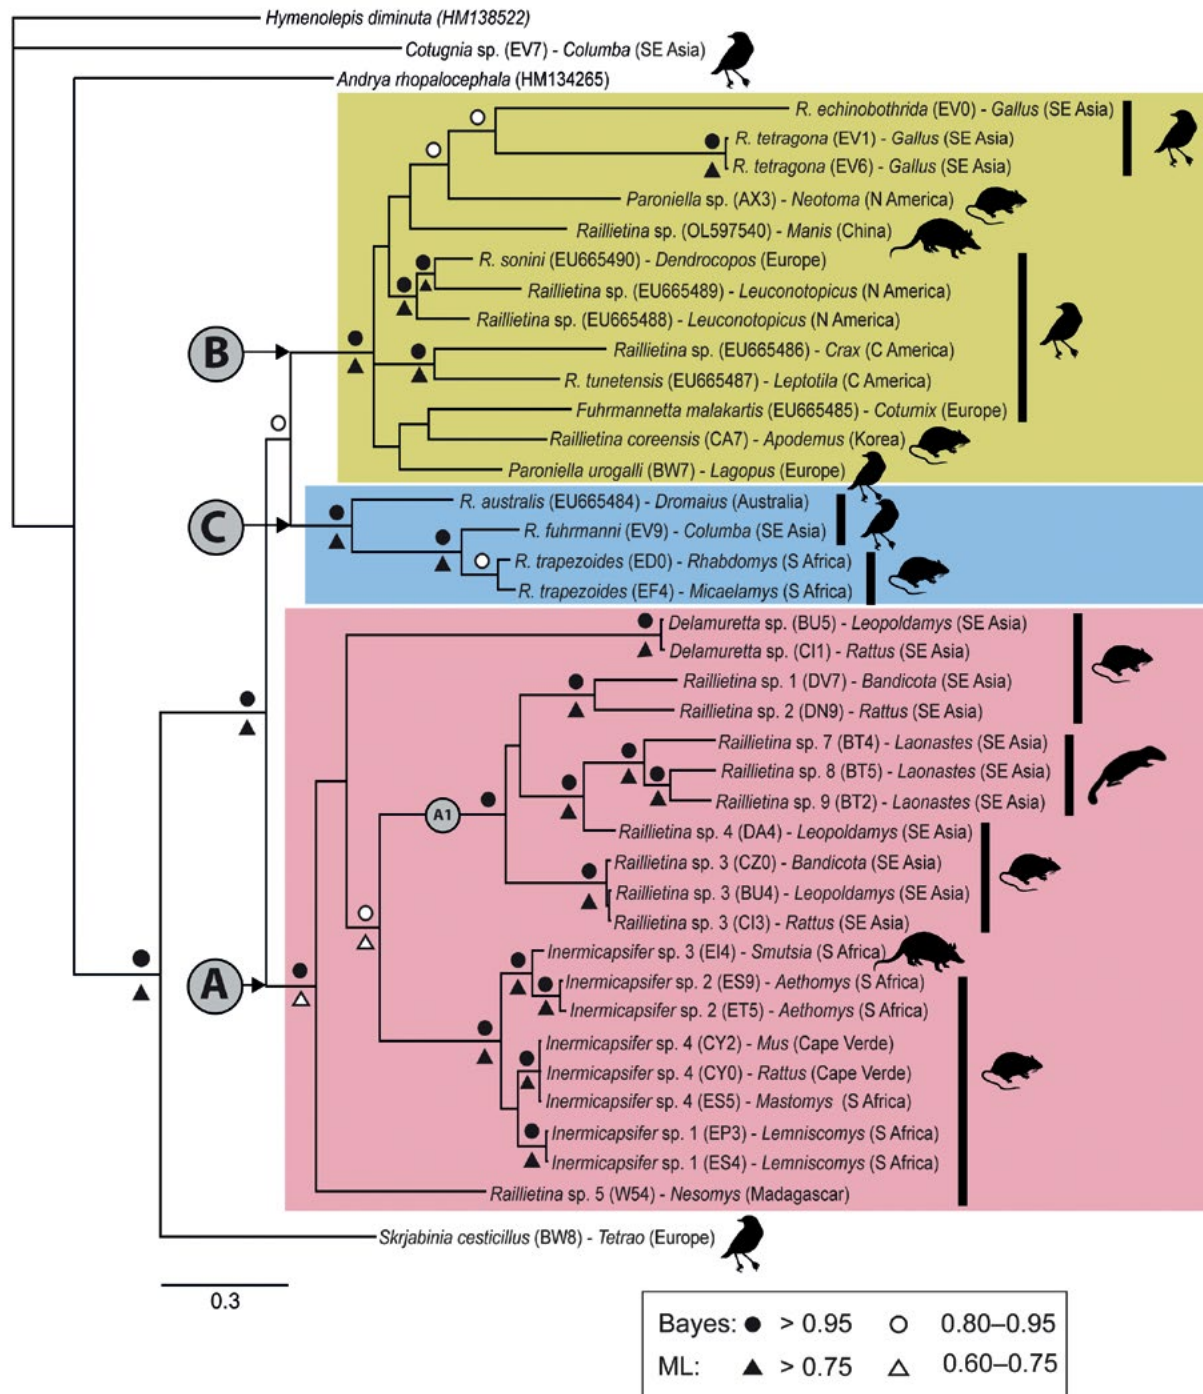 Hymenolepis diminuta (HM138522)
Cotugnia sp. (EV7) - Columba (SE Asia)
Andrya rhopalocephala (HM134265)
R. echinobothrida (EV0) - Gallus (SE Asia)
R. tetragona (EV1) - Gallus (SE Asia)
R. tetragona (EV6) - Gallus (SE Asia)
Paroniella sp. (AX3) - Neotoma (N America)
Raillietina sp. (OL597540) - Manis (China)
R. sonini (EU665490) - Dendrocopos (Europe)
Raillietina sp. (EU665489) - Leuconotopicus (N America)
Raillietina sp. (EU665488) - Leuconotopicus (N America)
B
Raillietina sp. (EU665486) - Crax (C America)
R. tunetensis (EU665487) - Leptotila (C America)
Fuhrmannetta malakartis (EU665485) - Coturnix (Europe)
Raillietina coreensis (CA7) - Apodemus (Korea)
Paroniella urogalli (BW7) - Lagopus (Europe)
R. australis (EU665484) - Dromaius (Australia)
C
R. fuhrmanni (EV9) - Columba (SE Asia)
R. trapezoides (ED0) - Rhabdomys (S Africa)
R. trapezoides (EF4) - Micaelamys (S Africa)
Delamuretta sp. (BU5) - Leopoldamys (SE Asia)
Delamuretta sp. (CI1) - Rattus (SE Asia)
Raillietina sp. 1 (DV7) - Bandicota (SE Asia)
Raillietina sp. 2 (DN9) - Rattus (SE Asia)
Raillietina sp. 7 (BT4) - Laonastes (SE Asia)
Raillietina sp. 8 (BT5) - Laonastes (SE Asia)
Raillietina sp. 9 (BT2) - Laonastes (SE Asia)
A1
Raillietina sp. 4 (DA4) - Leopoldamys (SE Asia)
Raillietina sp. 3 (CZ0) - Bandicota (SE Asia)
Raillietina sp. 3 (BU4) - Leopoldamys (SE Asia)
Raillietina sp. 3 (CI3) - Rattus (SE Asia)
Inermicapsifer sp. 3 (EI4) - Smutsia (S Africa)
A
Inermicapsifer sp. 2 (ES9) - Aethomys (S Africa)
Inermicapsifer sp. 2 (ET5) - Aethomys (S Africa)
Inermicapsifer sp. 4 (CY2) - Mus (Cape Verde)
Inermicapsifer sp. 4 (CY0) - Rattus (Cape Verde)
Inermicapsifer sp. 4 (ES5) - Mastomys (S Africa)
Inermicapsifer sp. 1 (EP3) - Lemniscomys (S Africa)
Inermicapsifer sp. 1 (ES4) - Lemniscomys (S Africa)
Raillietina sp. 5 (W54) - Nesomys (Madagascar)
Skrjabinia cesticillus (BW8) - Tetrao (Europe)
0.3
Bayes: ● > 0.95 ○ 0.80–0.95
ML: ▲ > 0.75 △ 0.60–0.75